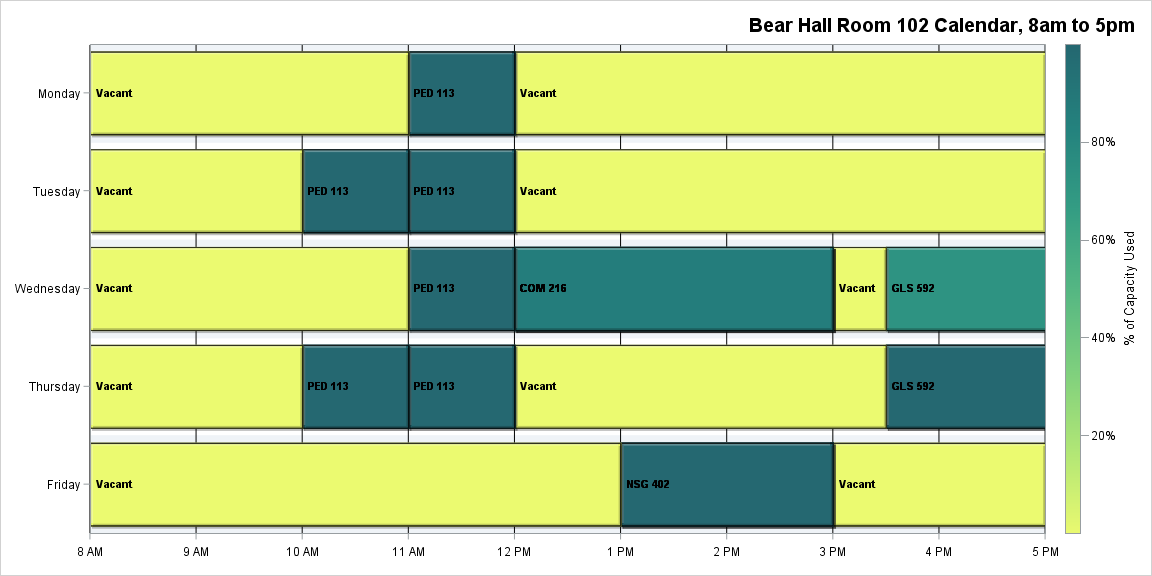 Bear Hall Room 102 Calendar, 8am to 5pm
Monday
Vacant
PED 113
Vacant
80%
Tuesday
Vacant
PED 113
PED 113
Vacant
60%
Wednesday
Vacant
PED 113
COM 216
Vacant
GLS 592
% of Capacity Used
40%
Thursday
Vacant
PED 113
PED 113
Vacant
GLS 592
20%
Friday
Vacant
NSG 402
Vacant
8 AM
9 AM
10 AM
11 AM
12 PM
1 PM
2 PM
3 PM
4 PM
5 PM